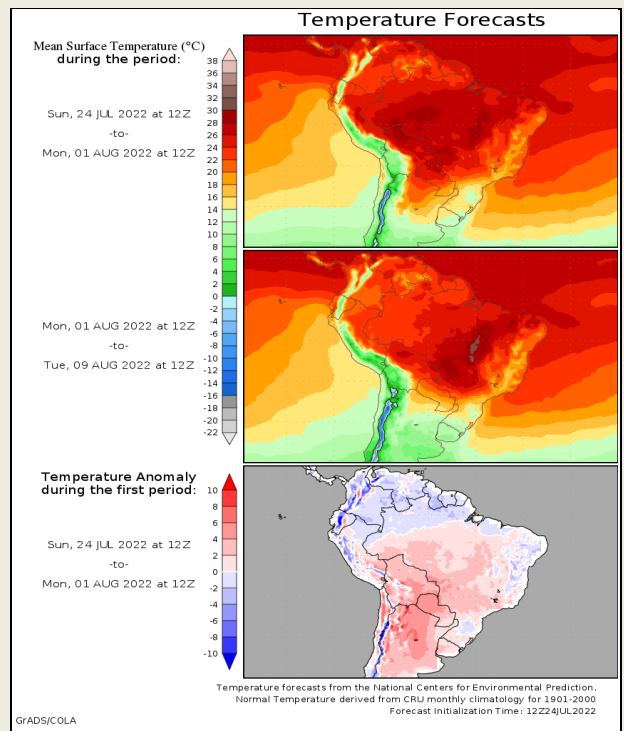 Temperature Forecasts
Mean Surface Temperature (°C)
during the period:
38
36
34
32
30
28
26
24
22
20
18
16
14
12
10
8
6
4
2
0
-2
-4
-6
-8
-10
-12
-14
-16
-18
-20
-22
Sun, 24 JUL 2022 at 12Z
-to-
Mon, 01 AUG 2022 at 12Z
Mon, 01 AUG 2022 at 12Z
-to-
Tue, 09 AUG 2022 at 12Z
Temperature Anomaly
during the first period:
10
8
6
4
2
0
-2
-4
-6
-8
-10
Sun, 24 JUL 2022 at 12Z
-to-
Mon, 01 AUG 2022 at 12Z
Temperature forecasts from the National Centers for Environmental Prediction.
Normal Temperature derived from CRU monthly climatology for 1901-2000
Forecast Initialization Time: 12Z24JUL2022
GrADS/COLA